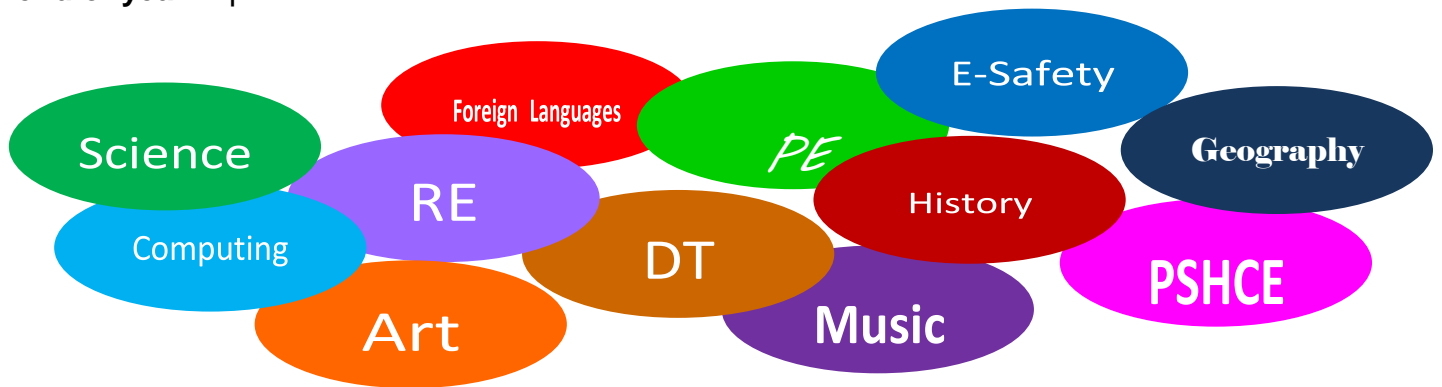 E-Safety
Foreign Languages
Science
PE
Geography
RE
History
Computing
DT
PSHCE
Art
Music